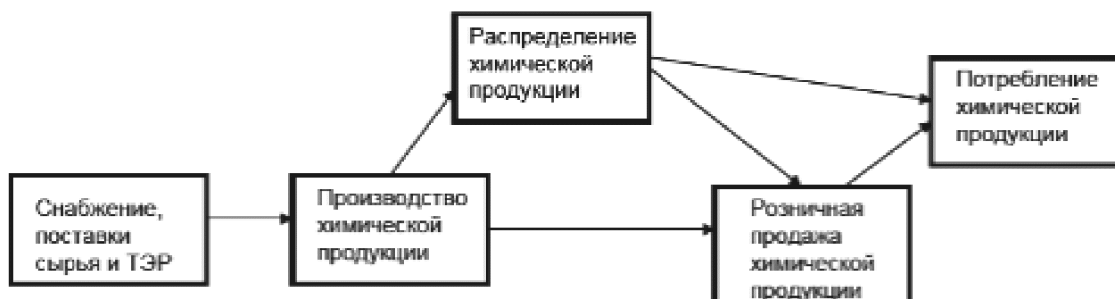 Распределение
химической
продукции
Потребление
химической
продукции
Снабжение,
поставки
сырья и ТЭР
Производство
химической
продукции
Розничная
продажа
химической
продукции